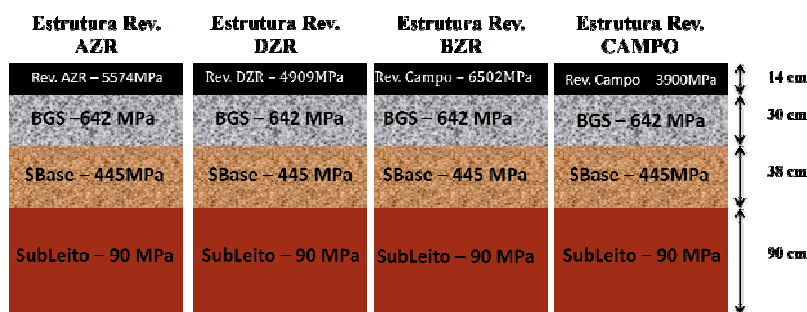 Estrutura Rev.
AZR
Rev. AZR – 5574MPa
BGS –642 MPa
SBase – 445MPa
SubLeito – 90 MPa
Estrutura Rev.
DZR
Rev. DZR – 4909MPa
BGS – 642 MPa
SBase – 445 MPa
SubLeito – 90 MPa
Estrutura Rev.
BZR
Rev. Campo – 6502MPa
BGS – 642 MPa
SBase – 445 MPa
SubLeito – 90 MPa
Estrutura Rev.
CAMPO
Rev. Campo 3900MPa
BGS – 642 MPa
SBase – 445MPa
SubLeito – 90 MPa
14 cm
30 cm
38 cm
90 cm